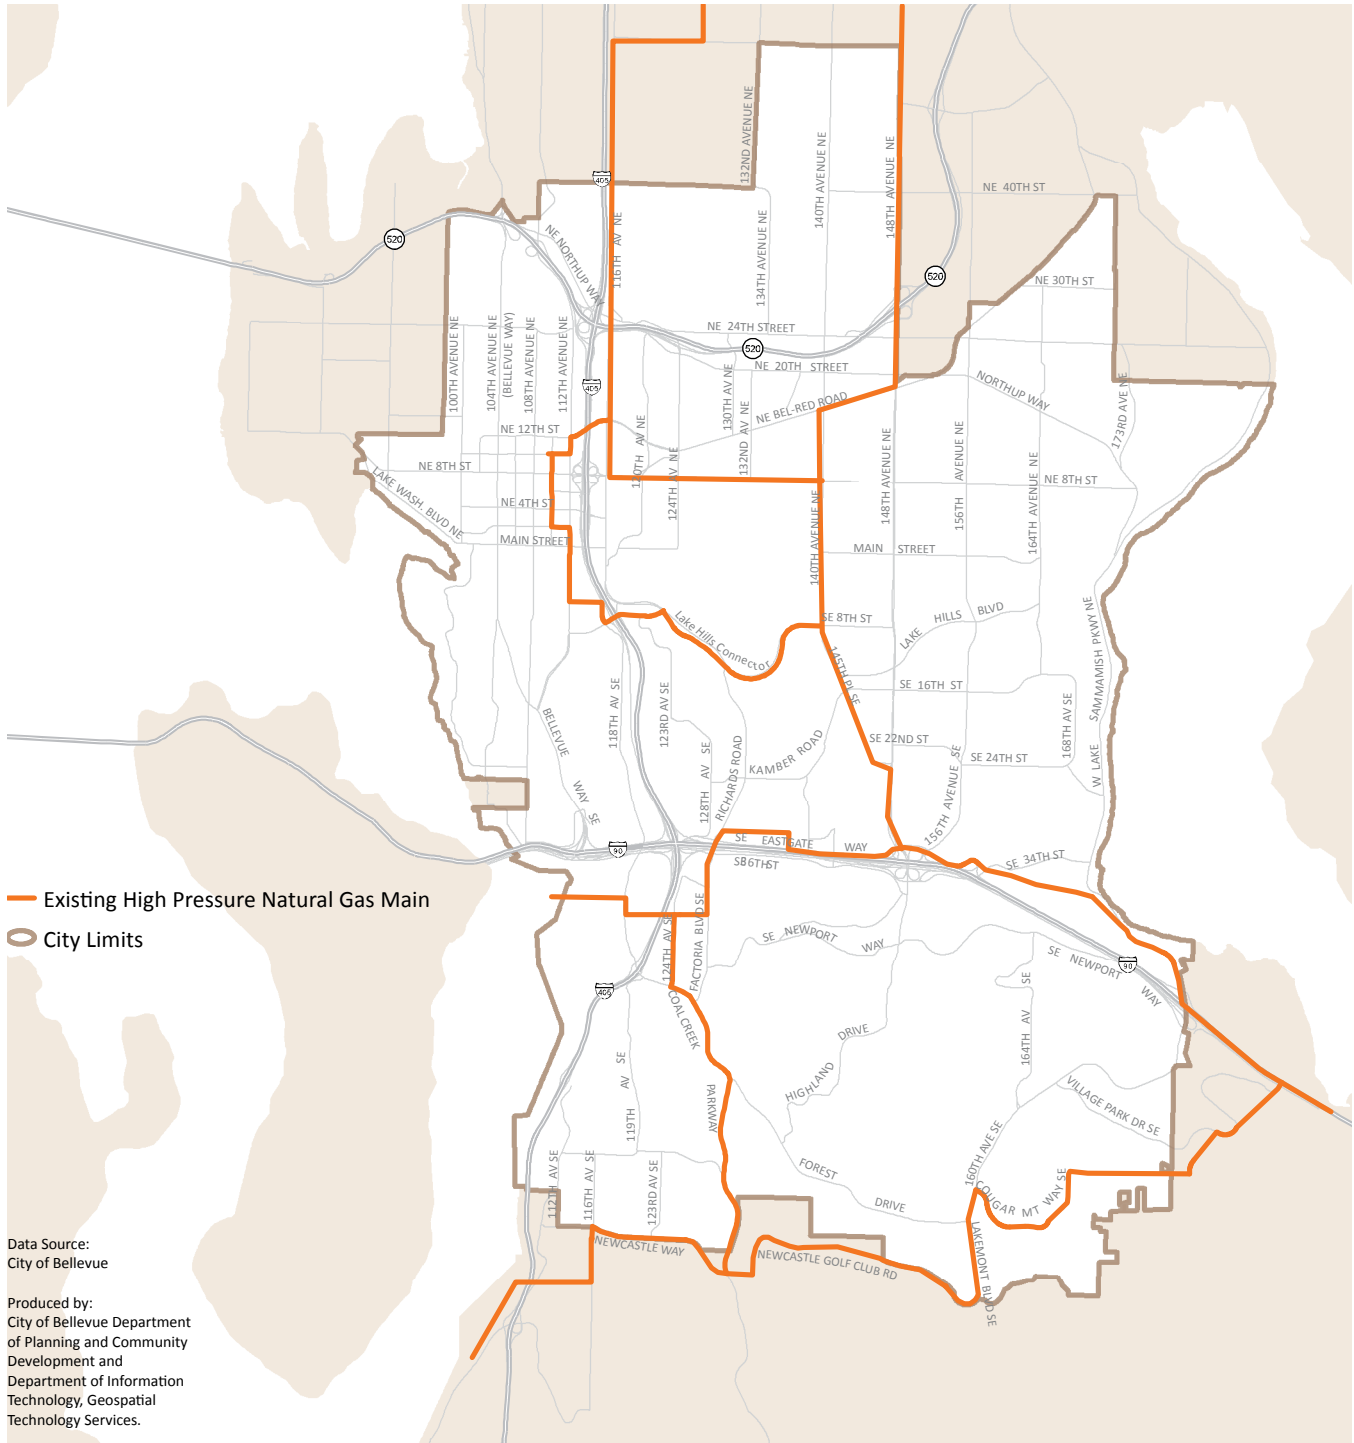 132ND AVENUE NE
140TH AVENUE NE
148TH AVENUE NE
405
NE 40TH ST
520
NE NORTHUP WAY
116TH AV NE
134TH AVENUE NE
520
NE 30TH ST
NE 24TH STREET
520
NE 20TH STREET
100TH AVENUE NE
104TH AVENUE NE
(BELLEVUE WAY)
108TH AVENUE NE
112TH AVENUE NE
405
130TH AV NE
132ND AV NE
NE BEL-RED ROAD
NORTHUP WAY
173RD AVE NE
NE 12TH ST
NE 8TH ST
120TH AV NE
124TH AV NE
148TH AVENUE NE
156TH AVENUE NE
164TH AVENUE NE
NE 8TH ST
LAKE WASH. BLVD NE
NE 4TH ST
MAIN STREET
140TH AVENUE NE
MAIN STREET
Lake Hills Connector
SE 8TH ST
LAKE HILLS BLVD
W LAKE SAMMAMISH PKWY NE
145TH PL SE
SE 16TH ST
BELLEVUE WAY SE
118TH AV SE
123RD AV SE
128TH AV SE
RICHARDS ROAD
KAMBER ROAD
SE 22ND ST
156TH AVENUE SE
SE 24TH ST
168TH AV SE
90
SE EASTGATE WAY
SE 34TH ST
Existing High Pressure Natural Gas Main
City Limits
124TH AV SE
FACTORIA BLVD SE
SE NEWPORT WAY
SE NEWPORT WAY
90
405
COAL CREEK PARKWAY
HIGHLAND DRIVE
164TH AV SE
119TH AV SE
VILLAGE PARK DR SE
160TH AVE SE
112TH AV SE
116TH AV SE
123RD AV SE
FOREST DRIVE
COUGAR MT WAY SE
NEWCASTLE WAY
NEWCASTLE GOLF CLUB RD
LAKEMONT BLVD SE
Data Source:
City of Bellevue
Produced by:
City of Bellevue Department
of Planning and Community
Development and
Department of Information
Technology, Geospatial
Technology Services.